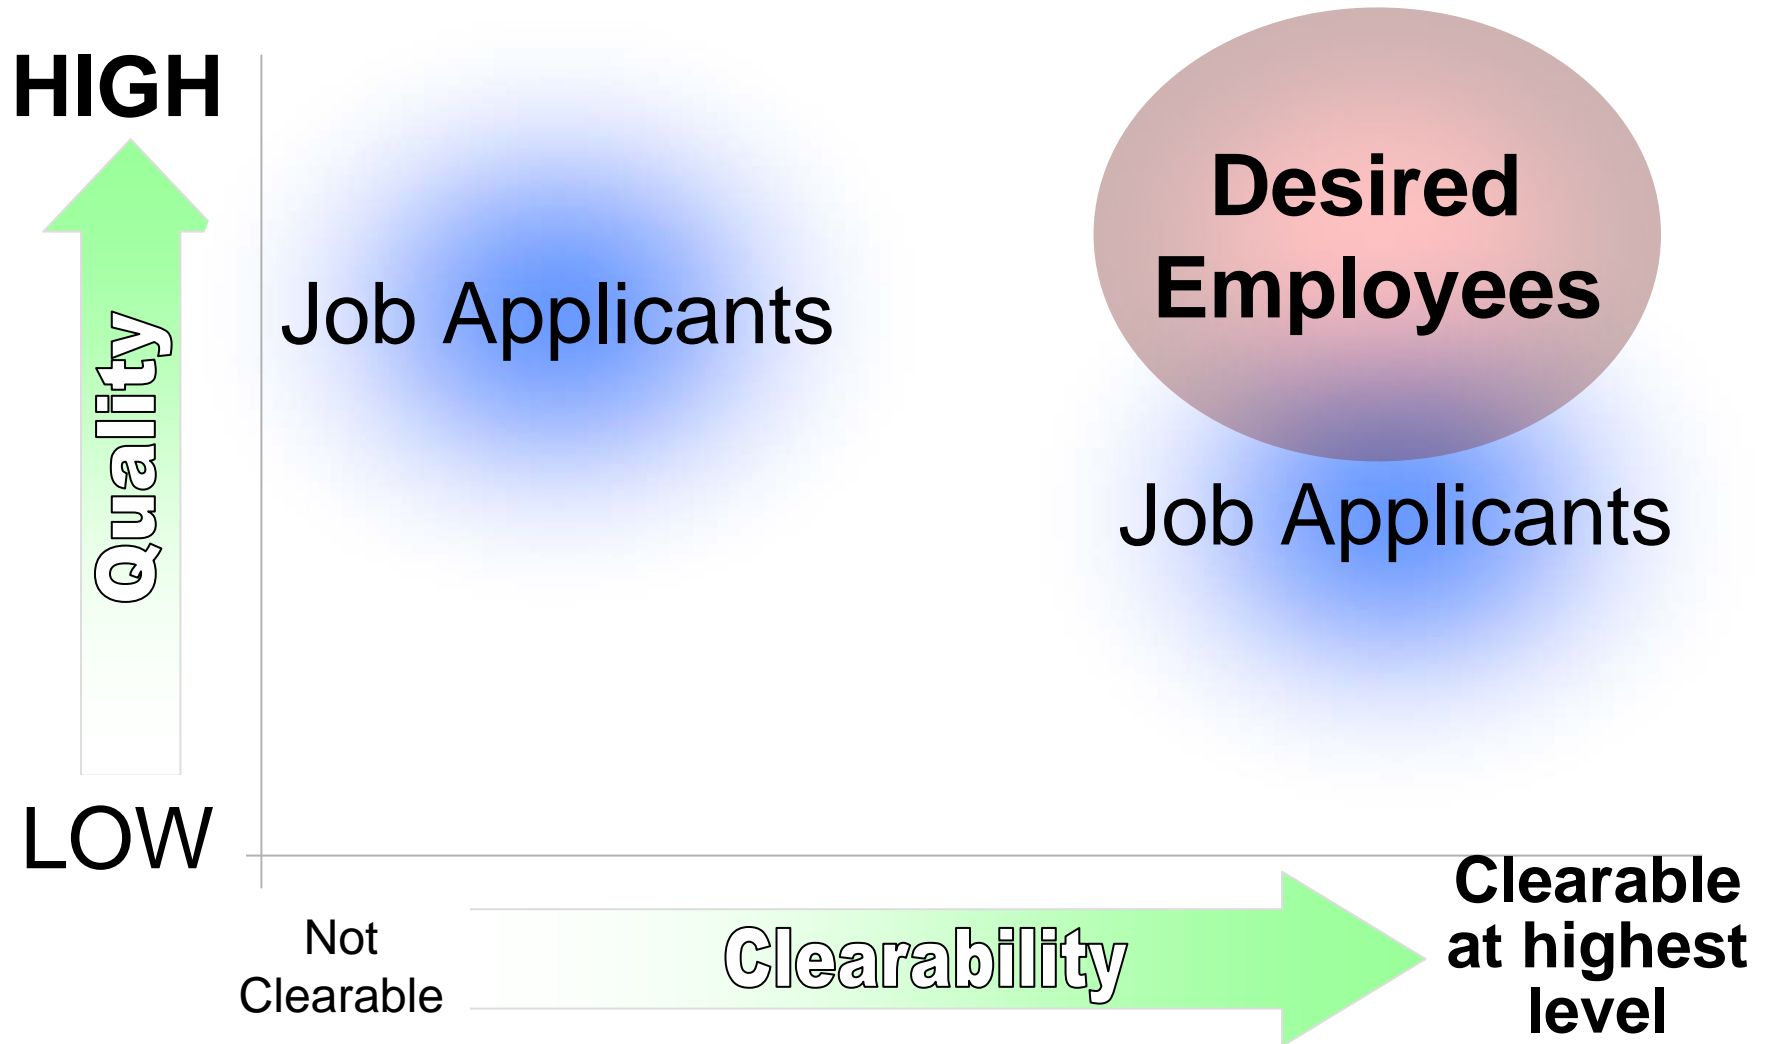 HIGH
Quality
LOW
Job Applicants
Desired
Employees
Job Applicants
Not
Clearable
Clearability
Clearable
at highest
level